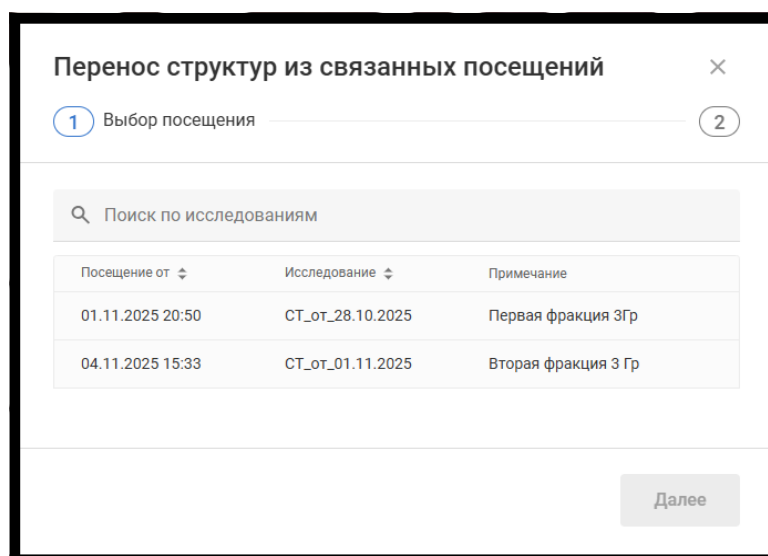 Перенос структур из связанных посещений
1 Выбор посещения 2
Поиск по исследованиям
Посещение от Исследование Примечание
01.11.2025 20:50 СТ_от_28.10.2025 Первая фракция 3Гр
04.11.2025 15:33 СТ_от_01.11.2025 Вторая фракция 3 Гр
Далее